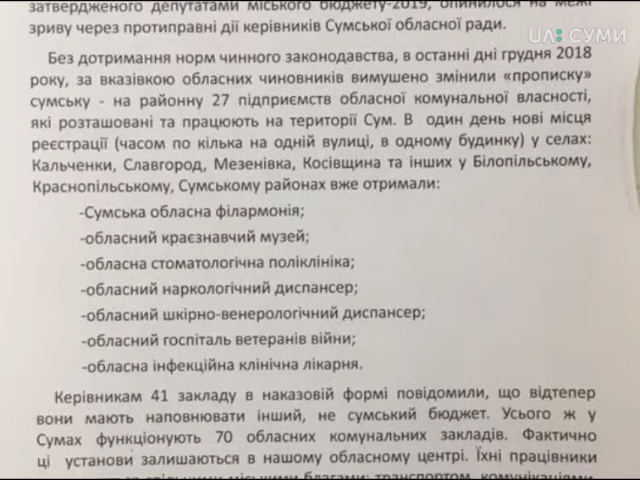 затвердженого депутатами міського бюджету-2019, опинилося на межі
UA: СУМИ
зриву через протиправні дії керівників Сумської обласної ради.
Без дотримання норм чинного законодавства, в останні дні грудня 2018
року, за вказівкою обласних чиновників вимушено змінили «прописку»
сумську - на районну 27 підприємств обласної комунальної власності,
які розташовані та працюють на території Сум. В один день нові місця
реєстрації (часом по кілька на одній вулиці, в одному будинку) у селах:
Кальченки, Славгород, Мезенівка, Косівщина та інших у Білопільському,
Краснопільському, Сумському районах вже отримали:
-Сумська обласна філармонія;
-обласний краєзнавчий музей;
-обласна стоматологічна поліклініка;
-обласний наркологічний диспансер;
-обласний шкірно-венерологічний диспансер;
-обласний госпіталь ветеранів війни;
-обласна інфекційна клінічна лікарня.
Керівникам 41 закладу в наказовій формі повідомили, що відтепер
вони мають наповнювати інший, не сумський бюджет. Усього ж у
Сумах функціонують 70 обласних комунальних закладів. Фактично
ці установи залишаються в нашому обласному центрі. Їхні працівники
міськими благами: транспортом, комунікаціями